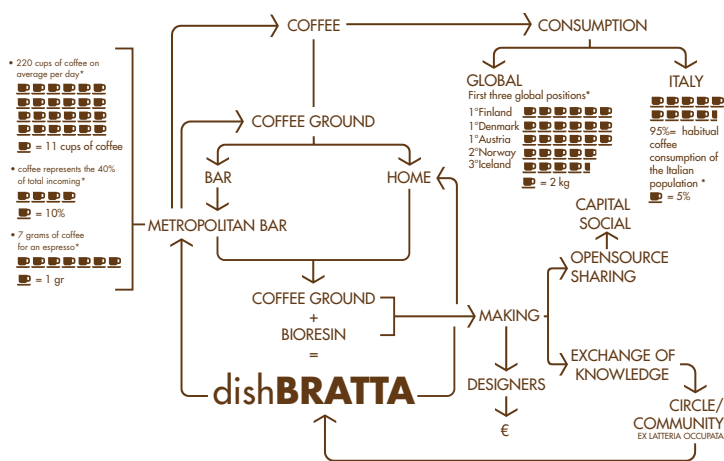 COFFEE
CONSUMPTION
• 220 cups of coffee on
average per day*
= 11 cups of coffee
• coffee represents the 40%
of total incoming*
= 10%
• 7 grams of coffee
for an espresso*
= 1 gr
GLOBAL
First three global positions*
1°Finland
1°Denmark
1°Austria
2°Norway
3°Iceland
= 2 kg
ITALY
95%= habitual
coffee
consumption of
the Italian
population *
= 5%
COFFEE GROUND
BAR
HOME
METROPOLITAN BAR
CAPITAL
SOCIAL
OPENSOURCE
SHARING
COFFEE GROUND
+
BIORESIN
=
MAKING
dishBRATTA
DESIGNERS
€
EXCHANGE OF
KNOWLEDGE
CIRCLE/
COMMUNITY
EX LATTERIA OCCUPATA